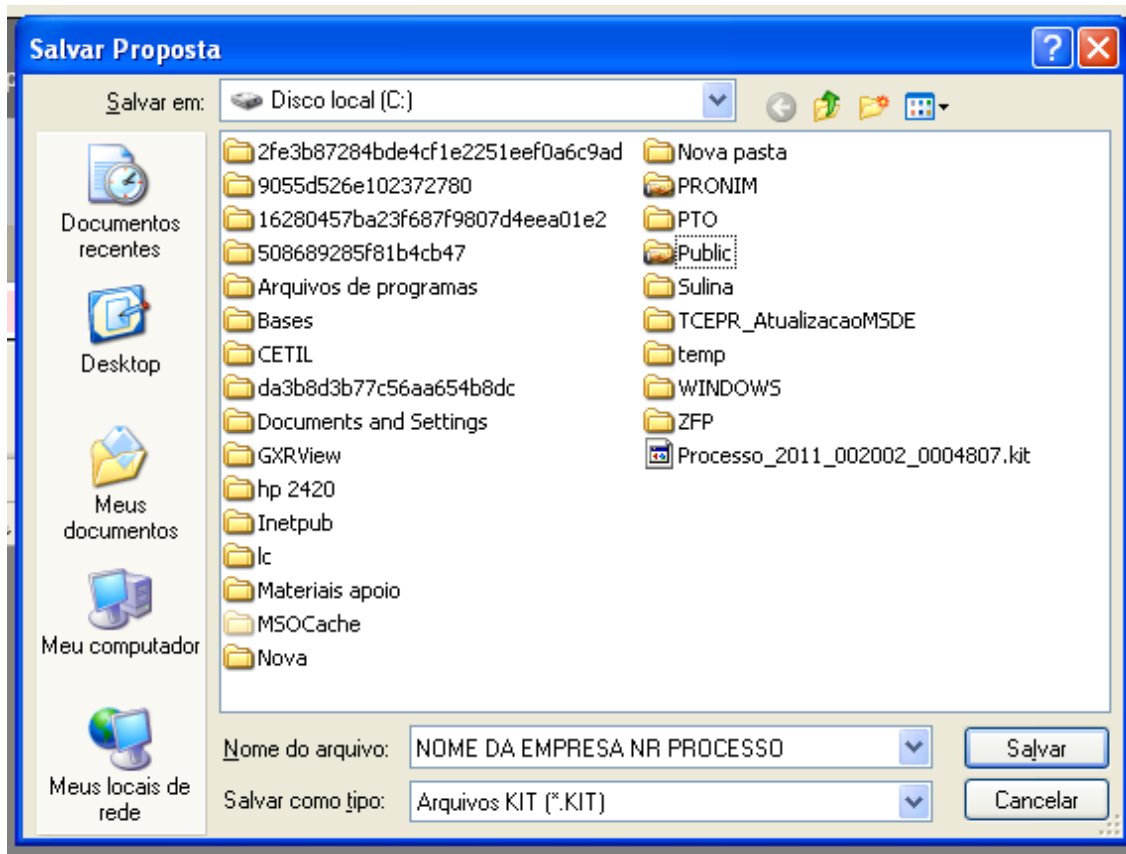 Salvar Proposta
Salvar em:
Disco local (C:)
Documentos
recentes
Desktop
Meus
documentos
Meu computador
Meus locais de
rede
2fe3b87284bde4cf1e2251eef0a6c9ad
9055d526e102372780
16280457ba23f687f9807d4eea01e2
508689285f81b4cb47
Arquivos de programas
Bases
CETIL
da3b8d3b77c56aa654b8dc
Documents and Settings
GXRView
hp 2420
Inetpub
lc
Materiais apoio
MSOCache
Nova
Nova pasta
PRONIM
PTO
Public
Sulina
TCEPR_AtualizacaoMSDE
temp
WINDOWS
ZFP
Processo_2011_002002_0004807.kit
Nome do arquivo:
NOME DA EMPRESA NR PROCESSO
Salvar
Salvar como tipo:
Arquivos KIT (*.KIT)
Cancelar